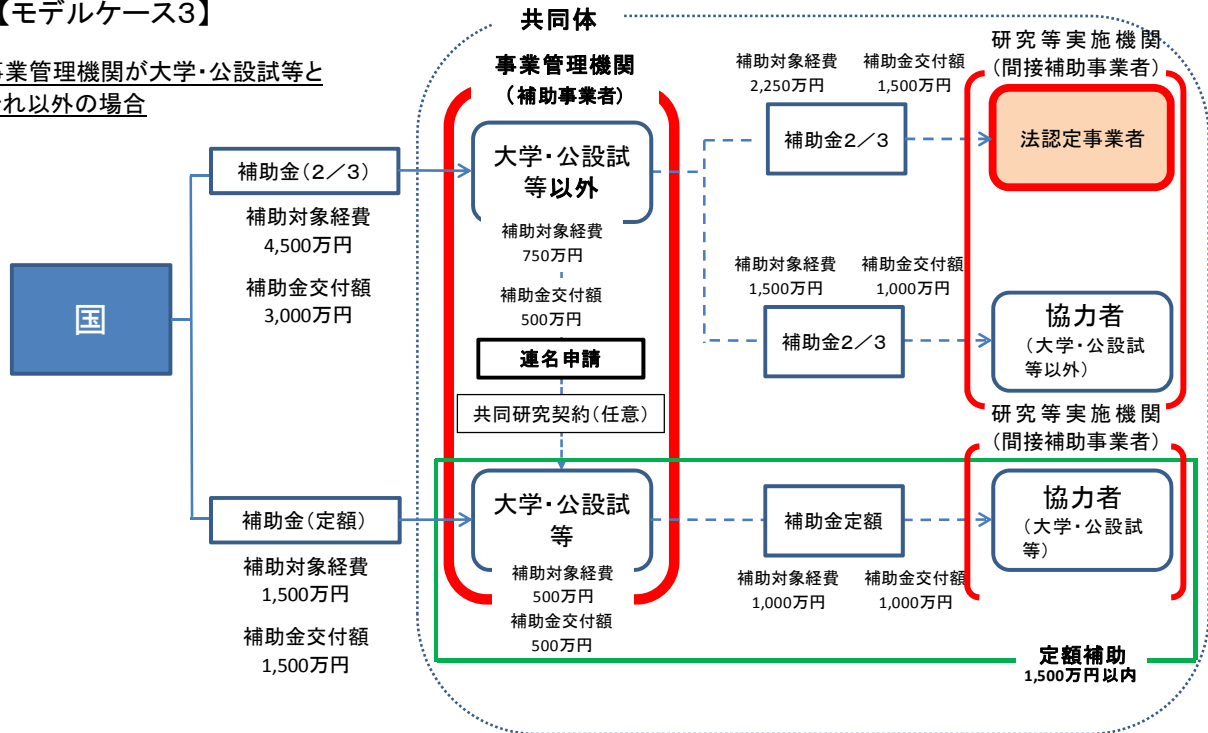 【モデルケース3】
事業管理機関が大学・公設試等と
それ以外の場合
共同体
事業管理機関
（補助事業者）
国
補助金（2／3）
補助対象経費
4,500万円
補助金交付額
3,000万円
大学・公設試
等以外
補助対象経費
750万円
補助金交付額
500万円
連名申請
共同研究契約（任意）
補助対象経費
2,250万円
補助金交付額
1,500万円
補助金2／3
研究等実施機関
（間接補助事業者）
法認定事業者
補助対象経費
1,500万円
補助金交付額
1,000万円
補助金2／3
協力者
（大学・公設試
等以外）
補助金（定額）
補助対象経費
1,500万円
補助金交付額
1,500万円
大学・公設試
等
補助対象経費
500万円
補助金交付額
500万円
補助金定額
補助対象経費
1,000万円
補助金交付額
1,000万円
研究等実施機関
（間接補助事業者）
協力者
（大学・公設試
等）
定額補助
1,500万円以内